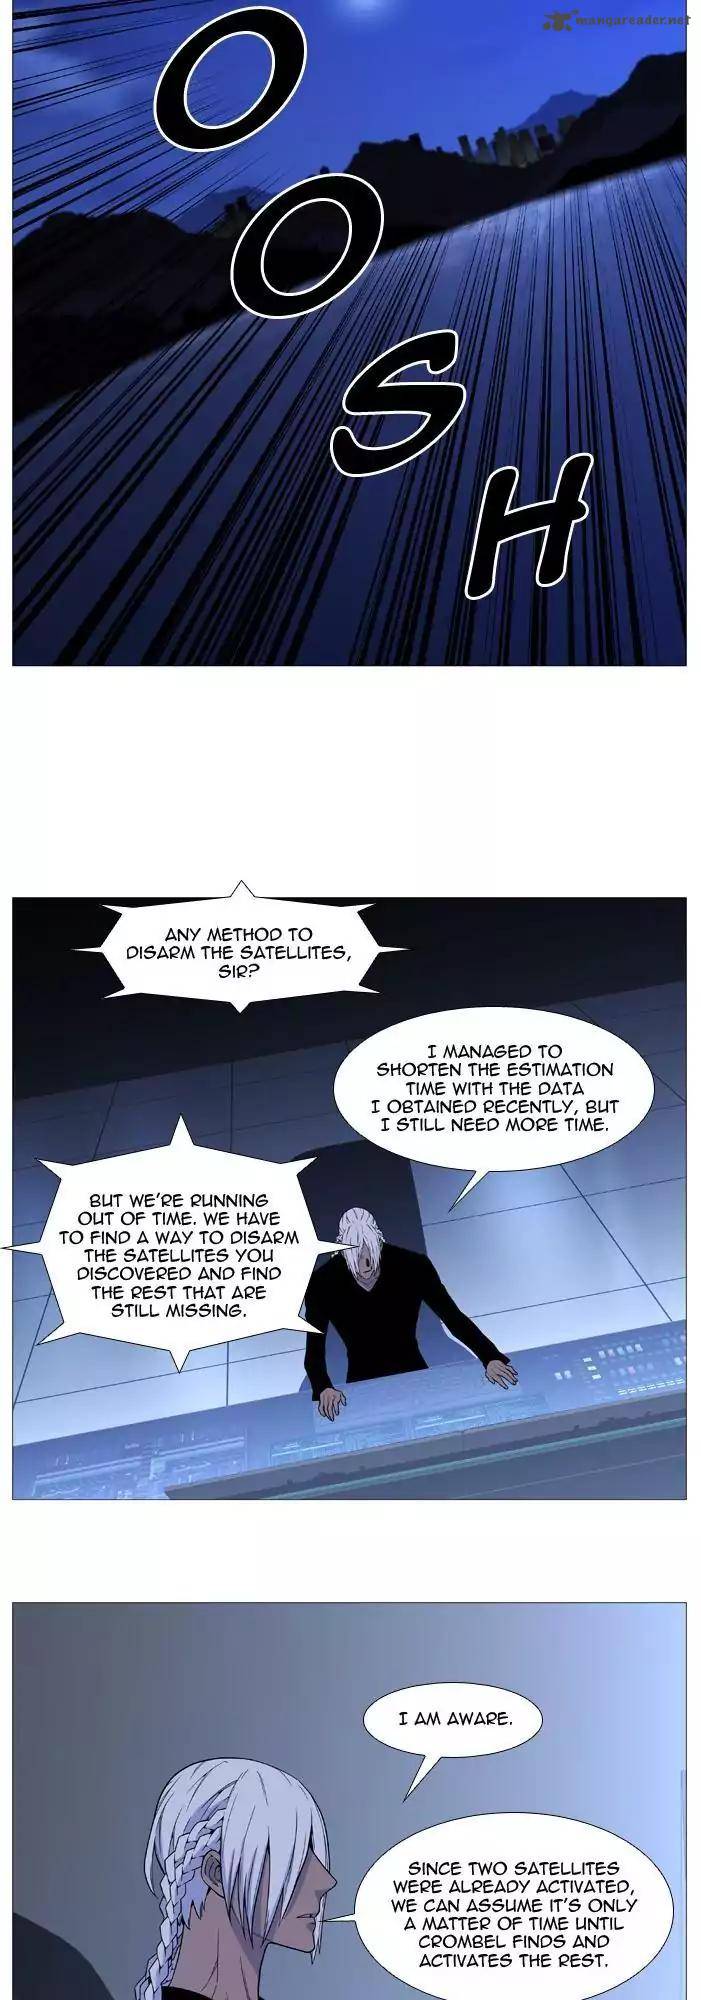 mangareader.net
OOSH
ANY METHOD TO
DISARM THE SATELLITES,
SIR?
I MANAGED TO
SHORTEN THE ESTIMATION
TIME WITH THE DATA
I OBTAINED RECENTLY, BUT
I STILL NEED MORE TIME.
BUT WE'RE RUNNING
OUT OF TIME. WE HAVE
TO FIND A WAY TO DISARM
THE SATELLITES YOU
DISCOVERED AND FIND
THE REST THAT ARE
STILL MISSING.
I AM AWARE.
SINCE TWO SATELLITES
WERE ALREADY ACTIVATED,
WE CAN ASSUME IT'S ONLY
A MATTER OF TIME UNTIL
CROMBEL FINDS AND
ACTIVATES THE REST.